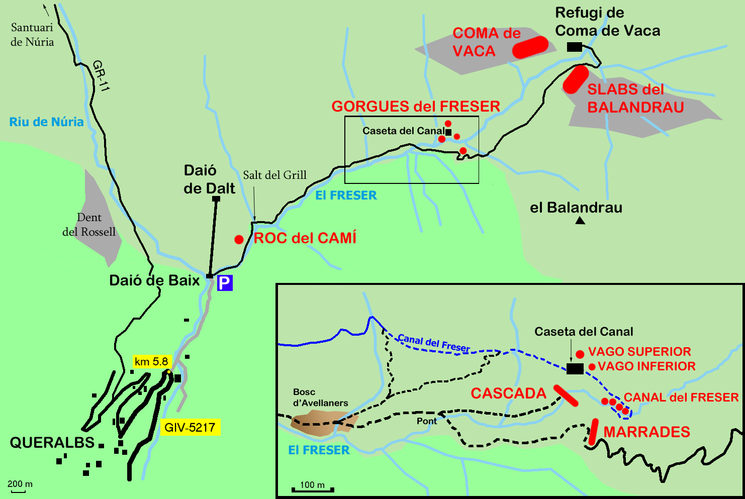 Santuari
de Núria
GR-11
Riu de Núria
COMA de
VACA
Refugi de
Coma de Vaca
SLABS del
BALANDRAU
GORGUES del FRESER
Caseta del Canal
Daió
de Dalt
Salt del Grill
El FRESER
Dent
del Rossell
ROC del CAMÍ
el Balandrau
Daió de Baix
P
km 5.8
GIV-5217
QUERALBS
200 m
Canal del Freser
Caseta del Canal
VAGO SUPERIOR
VAGO INFERIOR
CASCADA
CANAL del FRESER
Bosc
d'Avellaners
Pont
MARRADES
El FRESER
100 m